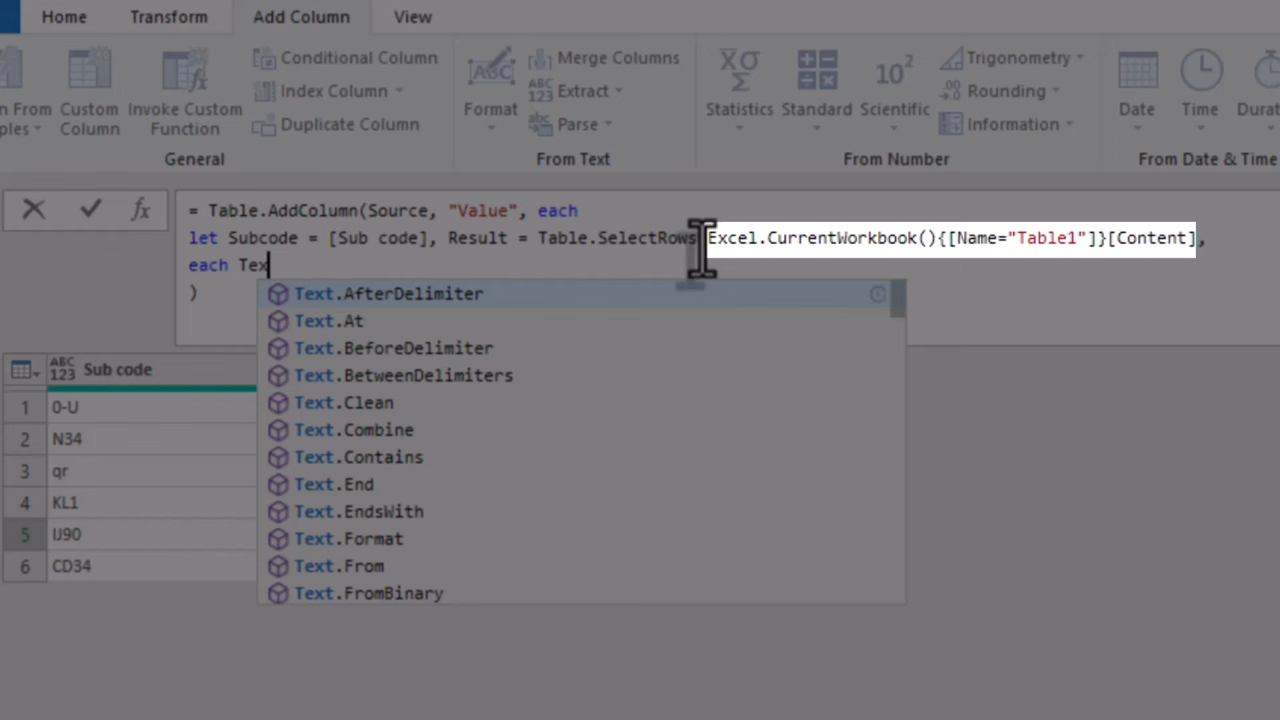 Home Transform Add Column View
Conditional Column
Index Column
Duplicate Column
Custom Column
Invoke Custom Function
General
Format
Merge Columns
Extract
Parse
From Text
Statistics
Standard
Scientific
Trigonometry
Rounding
Information
From Number
Date
Time
From Date & Time
= Table.AddColumn(Source, "Value", each
let Subcode = [Sub code], Result = Table.SelectRows(Excel.CurrentWorkbook(){[Name="Table1"]}[Content],
each Tex
)
Text.AfterDelimiter
Text.At
Text.BeforeDelimiter
Text.BetweenDelimiters
Text.Clean
Text.Combine
Text.Contains
Text.End
Text.EndsWith
Text.Format
Text.From
Text.FromBinary
ABC 123 Sub code
1 0-U
2 N34
3 qr
4 KL1
5 IJ90
6 CD34